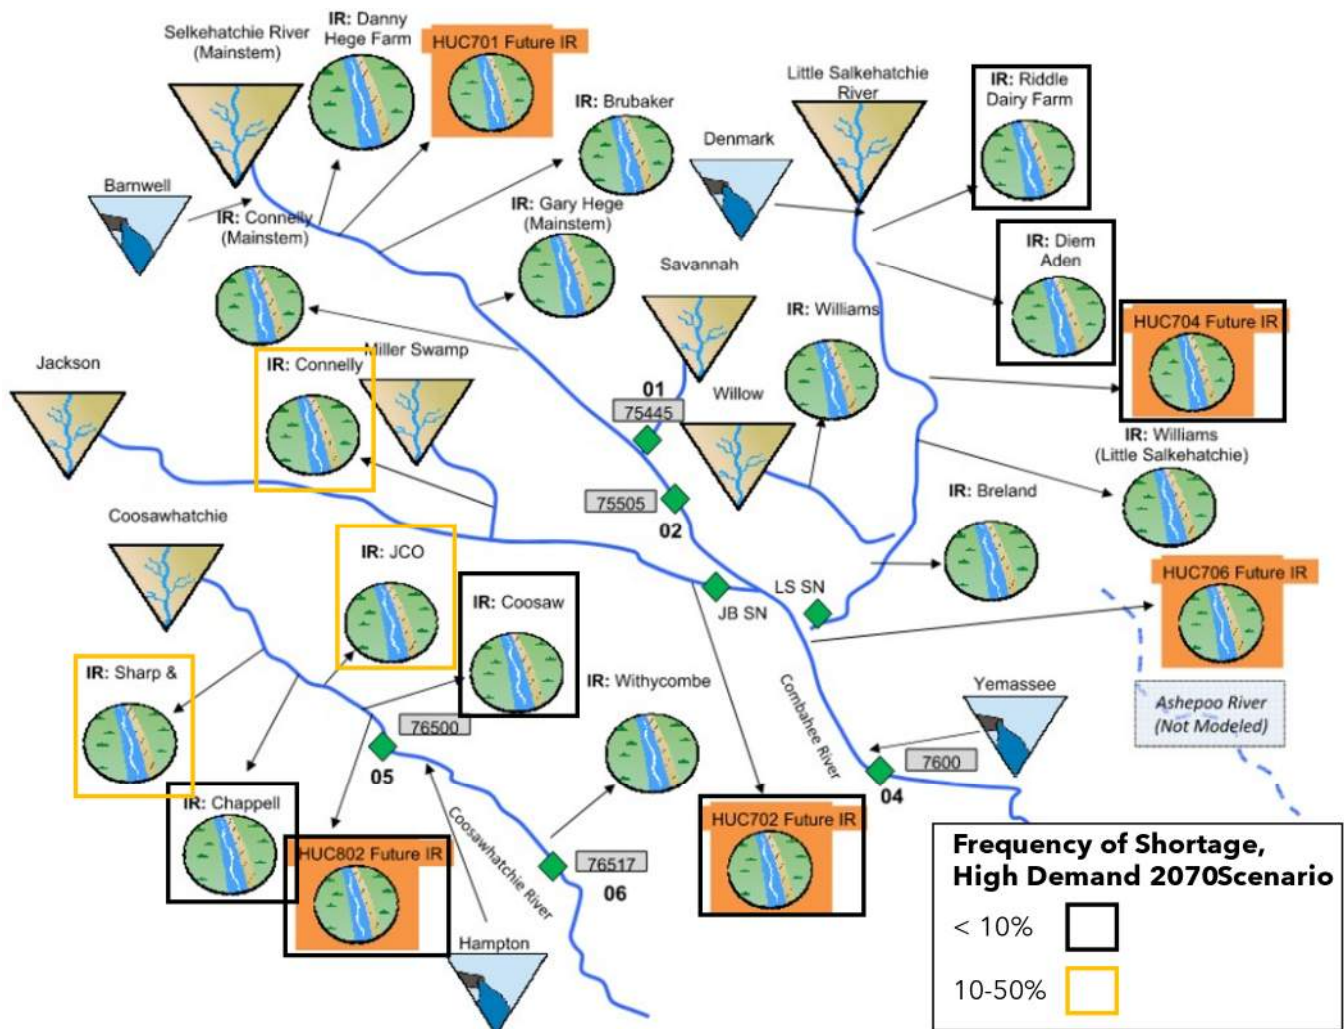 Selkehatchie River
(Mainstem)
IR: Danny
Hege Farm
HUC701 Future IR
IR: Brubaker
Little Salkehatchie
River
IR: Riddle
Dairy Farm
Denmark
Barnwell
IR: Connelly
(Mainstem)
IR: Gary Hege
(Mainstem)
Savannah
IR: Diem
Aden
IR: Williams
HUC704 Future IR
Jackson
IR: Connelly
Miller Swamp
01
75445
Willow
IR: Williams
(Little Salkehatchie)
75505
02
IR: Breland
Coosawhatchie
IR: JCO
IR: Coosaw
JB SN
LS SN
HUC706 Future IR
IR: Sharp &
IR: Withycombe
Combahee River
Yemassee
Ashepoo River
(Not Modeled)
76500
05
7600
04
IR: Chappell
Coosawhatchie River
HUC802 Future IR
76517
06
HUC702 Future IR
Hampton
Frequency of Shortage,
High Demand 2070Scenario
< 10%
10-50%